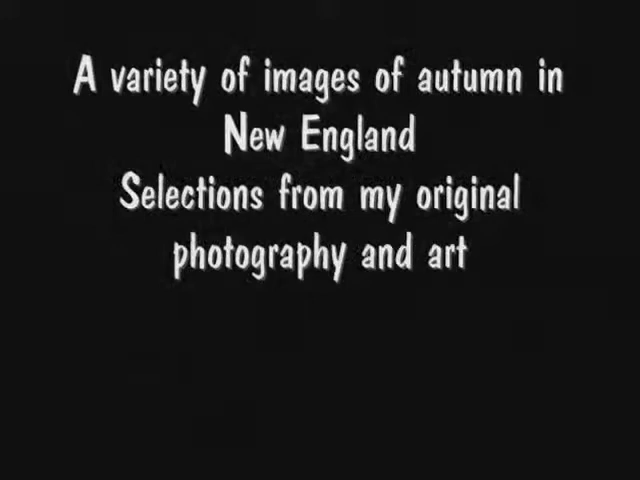 A variety of images of autumn in
New England
Selections from my original
photography and art